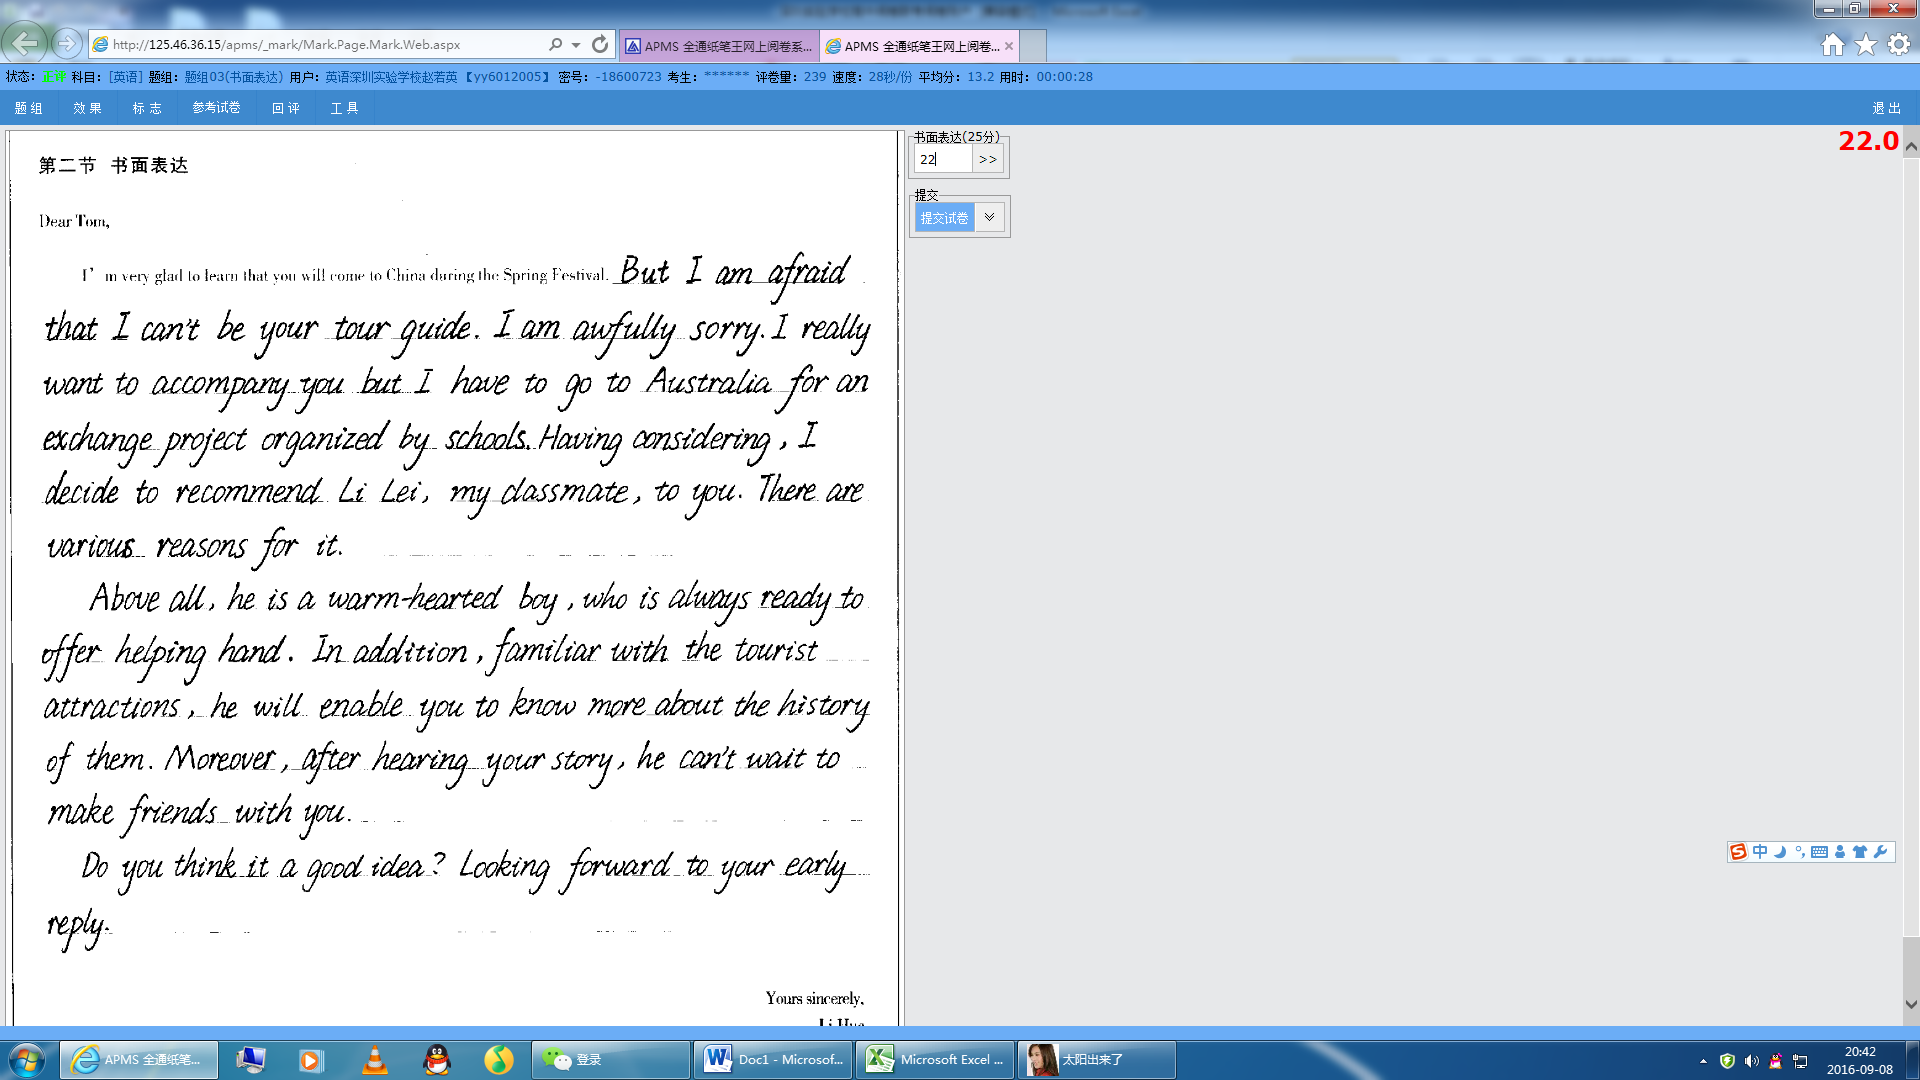 http://125.46.36.15/apms/_mark/Mark.Page.Mark.Web.aspx
APMS 全通纸笔王网上阅卷系...
APMS 全通纸笔王网上阅卷...
状态: 科目: [英语] 题组: 题组03(书面表达) 用户: 英语深圳实验学校赵若英【yy6012005】 密号: -18600723 考生: ****** 评卷量: 239 速度: 28秒/份 平均分: 13.2 用时: 00:00:28
题 组 效 果 标 志 参考试卷 回 评 工 具 退 出
书面表达(25分)
22 >>
22.0
提交
提交试卷
第二节 书面表达
Dear Tom,
I'm very glad to learn that you will come to China during the Spring Festival. But I am afraid
that I can't be your tour guide. I am awfully sorry. I really
want to accompany you but I have to go to Australia for an
exchange project organized by schools. Having considering, I
decide to recommend Li Lei, my classmate, to you. There are
various reasons for it.
Above all, he is a warm-hearted boy, who is always ready to
offer helping hand. In addition, familiar with the tourist
attractions, he will enable you to know more about the history
of them. Moreover, after hearing your story, he can't wait to
make friends with you.
Do you think it a good idea? Looking forward to your early
reply.
Yours sincerely,
Li Hua
中
APMS 全通纸笔...
登录
Doc1 - Microsof...
Microsoft Excel ...
太阳出来了
20:42
2016-09-08